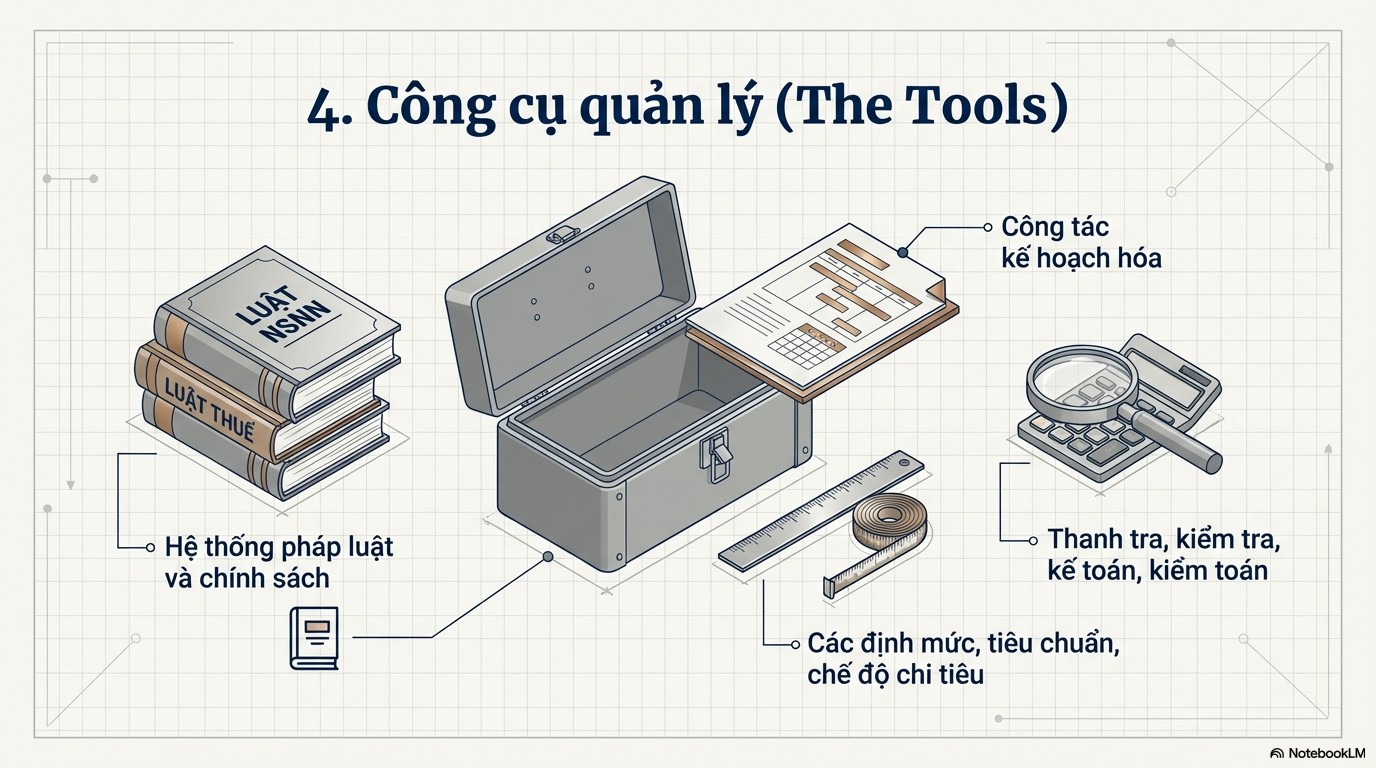 4. Công cụ quản lý (The Tools)
LUẬT
NSNN
LUẬT THUẾ
Công tác
kế hoạch hóa
Hệ thống pháp luật
và chính sách
Thanh tra, kiểm tra,
kế toán, kiểm toán
Các định mức, tiêu chuẩn,
chế độ chi tiêu
NotebookLM